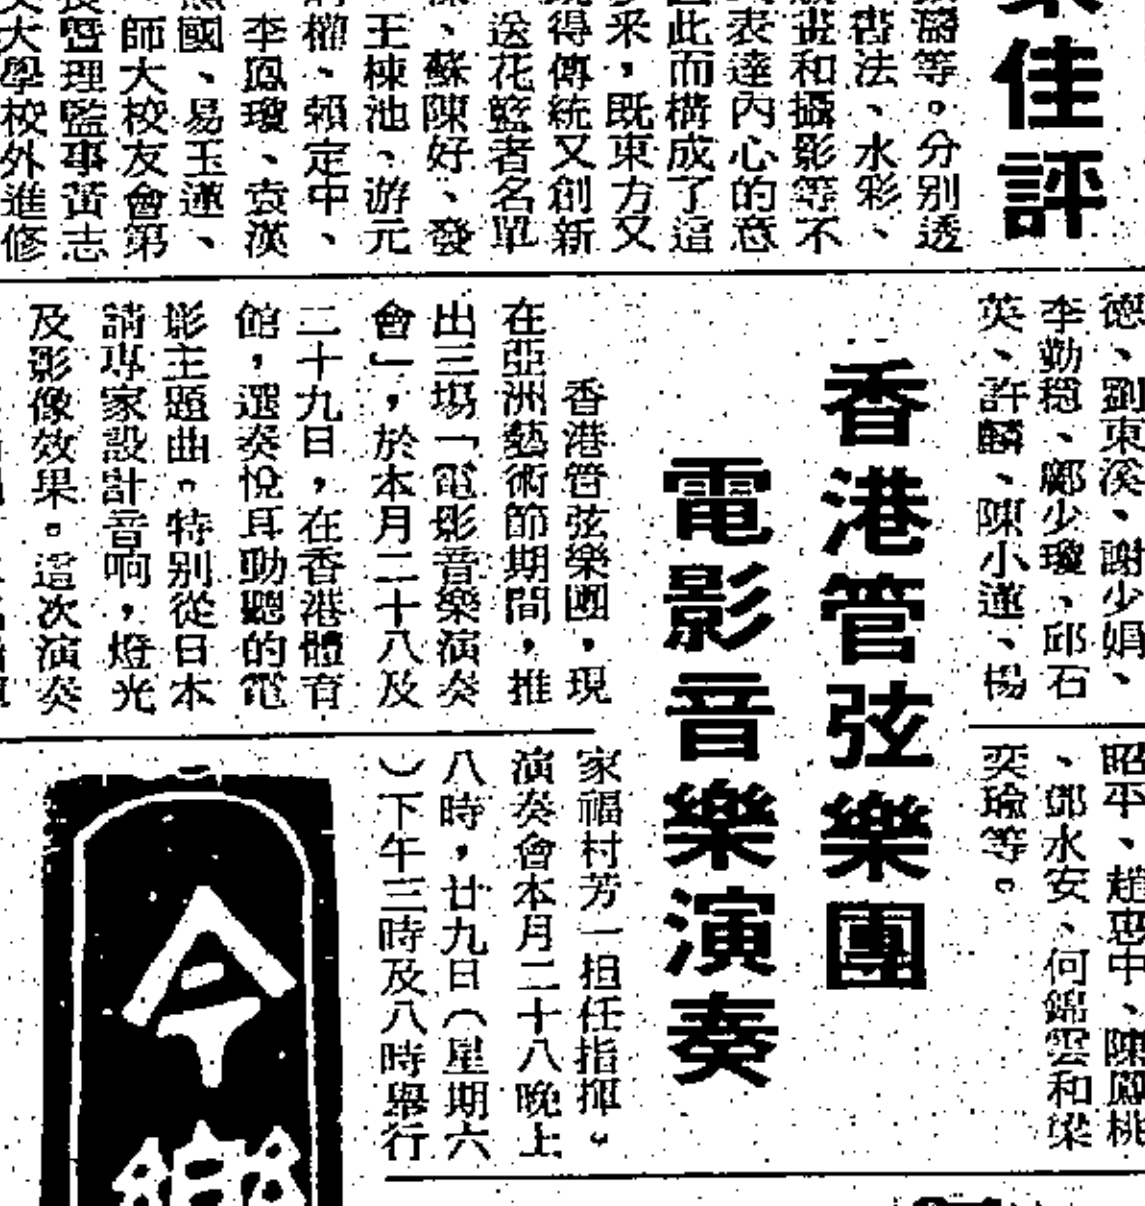 佳評
爵等。分別透
書法、水彩、
畫和攝影等不
表達內心的意
此而構成了這
來，既東方又
得傳統又創新
送花籃者名單
、蘇陳好、發
王棟池、游元
權、賴定中、
李鳳瓊、袁漢
國、易玉蓮、
師大校友會第
暨理監事黃志
大學校外進修
德、劉東溪、謝少娟、
李勤穩、鄺少瓊、邱石
英、許麟、陳小蓮、楊
昭平、趙忠中、陳鳳桃
、鄧水安、何錦雲和梁
奕瑜等。
香港管弦樂團
電影音樂演奏
香港管弦樂團，現
在亞洲藝術節期間，推
出三場「電影音樂演奏
會」，於本月二十八及
二十九日，在香港體育
館，選奏悅耳動聽的電
影主題曲。特別從日本
請專家設計音响，燈光
及影像效果。這次演奏
家福村芳一担任指揮。
演奏會本月二十八晚上
八時，廿九日（星期六
）下午三時及八時舉行
今